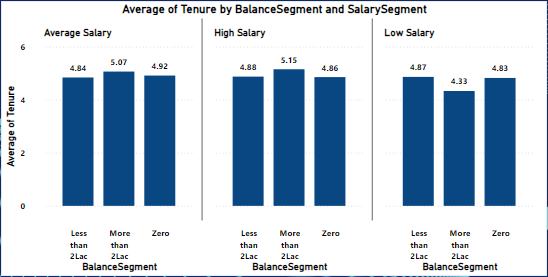 Average of Tenure by BalanceSegment and SalarySegment
Average Salary
High Salary
Low Salary
Average of Tenure
6
4
2
0
4.84
5.07
4.92
4.88
5.15
4.86
4.87
4.33
4.83
Less than 2Lac
More than 2Lac
Zero
Less than 2Lac
More than 2Lac
Zero
Less than 2Lac
More than 2Lac
Zero
BalanceSegment
BalanceSegment
BalanceSegment